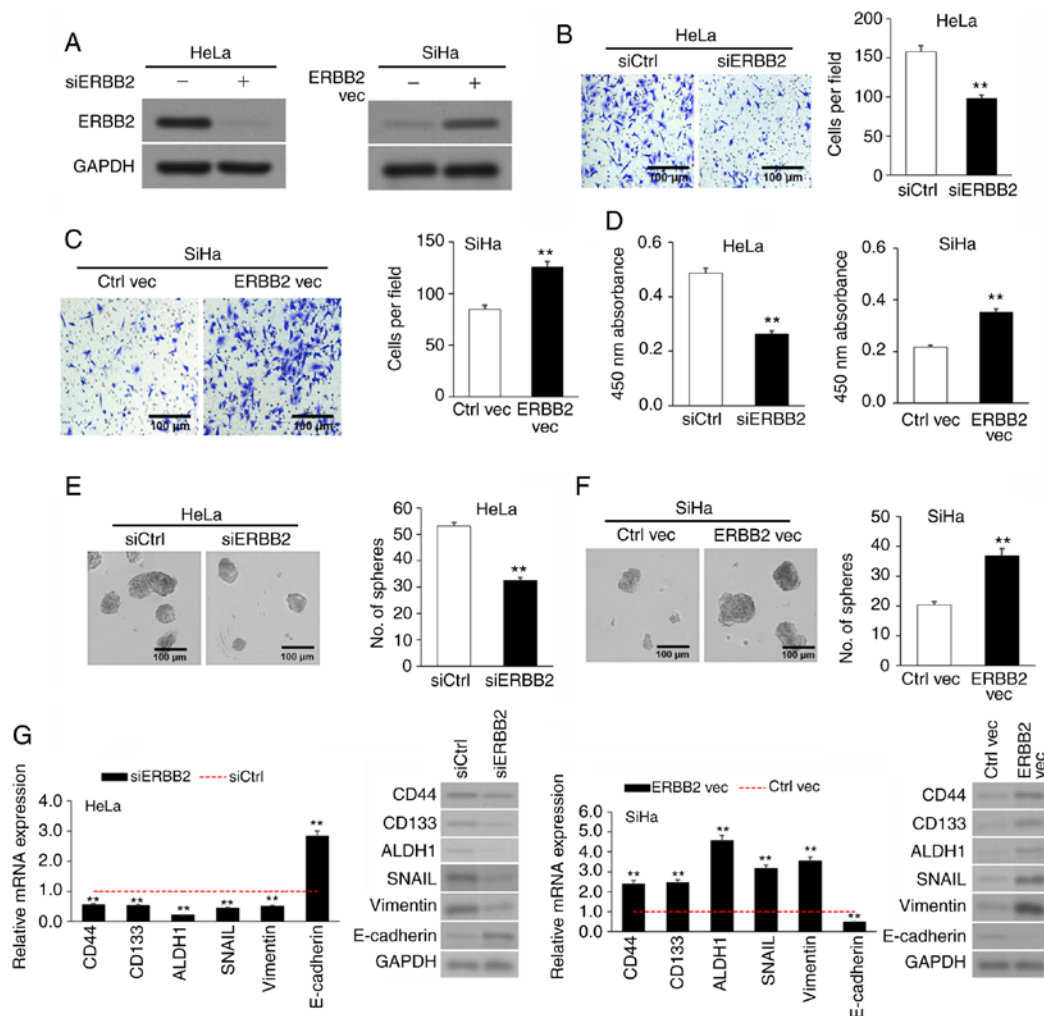 A
HeLa
siERBB2 – +
ERBB2
GAPDH
SiHa
ERBB2 vec – +
B
HeLa
siCtrl siERBB2
100 µm 100 µm
HeLa
Cells per field
200
150
100
50
0
**
siCtrl siERBB2
C
SiHa
Ctrl vec ERBB2 vec
100 µm 100 µm
SiHa
Cells per field
150
100
50
0
**
Ctrl vec ERBB2 vec
D
HeLa
450 nm absorbance
0.6
0.4
0.2
0.0
**
siCtrl siERBB2
SiHa
450 nm absorbance
0.6
0.4
0.2
0.0
**
Ctrl vec ERBB2 vec
E
HeLa
siCtrl siERBB2
100 µm 100 µm
HeLa
No. of spheres
60
50
40
30
20
10
0
**
siCtrl siERBB2
F
SiHa
Ctrl vec ERBB2 vec
100 µm 100 µm
SiHa
No. of spheres
40
30
20
10
0
**
Ctrl vec ERBB2 vec
G
siERBB2 siCtrl
HeLa
Relative mRNA expression
4.0
3.0
2.0
1.0
0.0
** ** ** ** ** **
CD44 CD133 ALDH1 SNAIL Vimentin E-cadherin
siCtrl siERBB2
CD44
CD133
ALDH1
SNAIL
Vimentin
E-cadherin
GAPDH
ERBB2 vec Ctrl vec
SiHa
Relative mRNA expression
6.0
5.0
4.0
3.0
2.0
1.0
0.0
** ** ** ** ** **
CD44 CD133 ALDH1 SNAIL Vimentin E-cadherin
Ctrl vec ERBB2 vec
CD44
CD133
ALDH1
SNAIL
Vimentin
E-cadherin
GAPDH